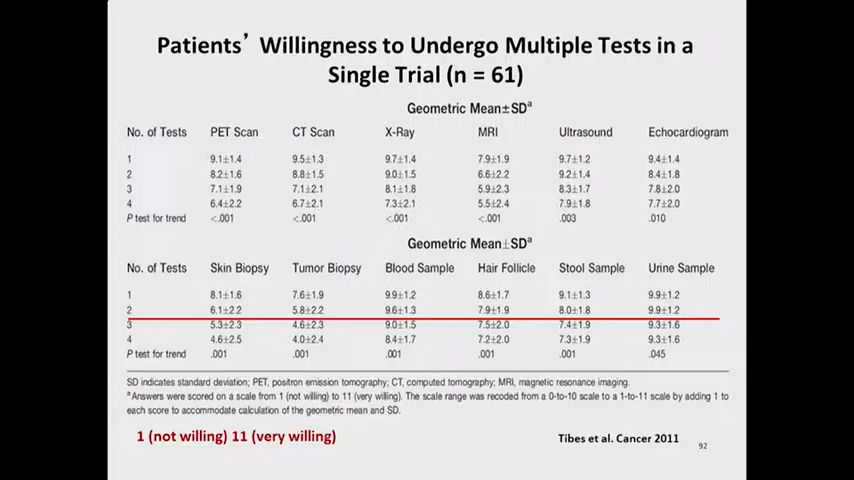 Patients’ Willingness to Undergo Multiple Tests in a
Single Trial (n = 61)
Geometric Mean±SDa
No. of Tests PET Scan CT Scan X-Ray MRI Ultrasound Echocardiogram
1 9.1±1.4 9.5±1.3 9.7±1.4 7.9±1.9 9.7±1.2 9.4±1.4
2 8.2±1.6 8.8±1.5 9.0±1.5 6.6±2.2 9.2±1.4 8.4±1.8
3 7.1±1.9 7.1±2.1 8.1±1.8 5.9±2.3 8.3±1.7 7.8±2.0
4 6.4±2.2 6.7±2.1 7.3±2.1 5.5±2.4 7.9±1.8 7.7±2.0
P test for trend <.001 <.001 <.001 <.001 .003 .010
Geometric Mean±SDa
No. of Tests Skin Biopsy Tumor Biopsy Blood Sample Hair Follicle Stool Sample Urine Sample
1 8.1±1.6 7.6±1.9 9.9±1.2 8.6±1.7 9.1±1.3 9.9±1.2
2 6.1±2.2 5.8±2.2 9.6±1.3 7.9±1.9 8.0±1.8 9.9±1.2
3 5.3±2.3 4.6±2.3 9.0±1.5 7.5±2.0 7.4±1.9 9.3±1.6
4 4.6±2.5 4.0±2.4 8.4±1.7 7.2±2.0 7.3±1.9 9.3±1.6
P test for trend .001 .001 .001 .001 .001 .045
SD indicates standard deviation; PET, positron emission tomography; CT, computed tomography; MRI, magnetic resonance imaging.
a Answers were scored on a scale from 1 (not willing) to 11 (very willing). The scale range was recoded from a 0-to-10 scale to a 1-to-11 scale by adding 1 to
each score to accommodate calculation of the geometric mean and SD.
1 (not willing) 11 (very willing)
Tibes et al. Cancer 2011
92